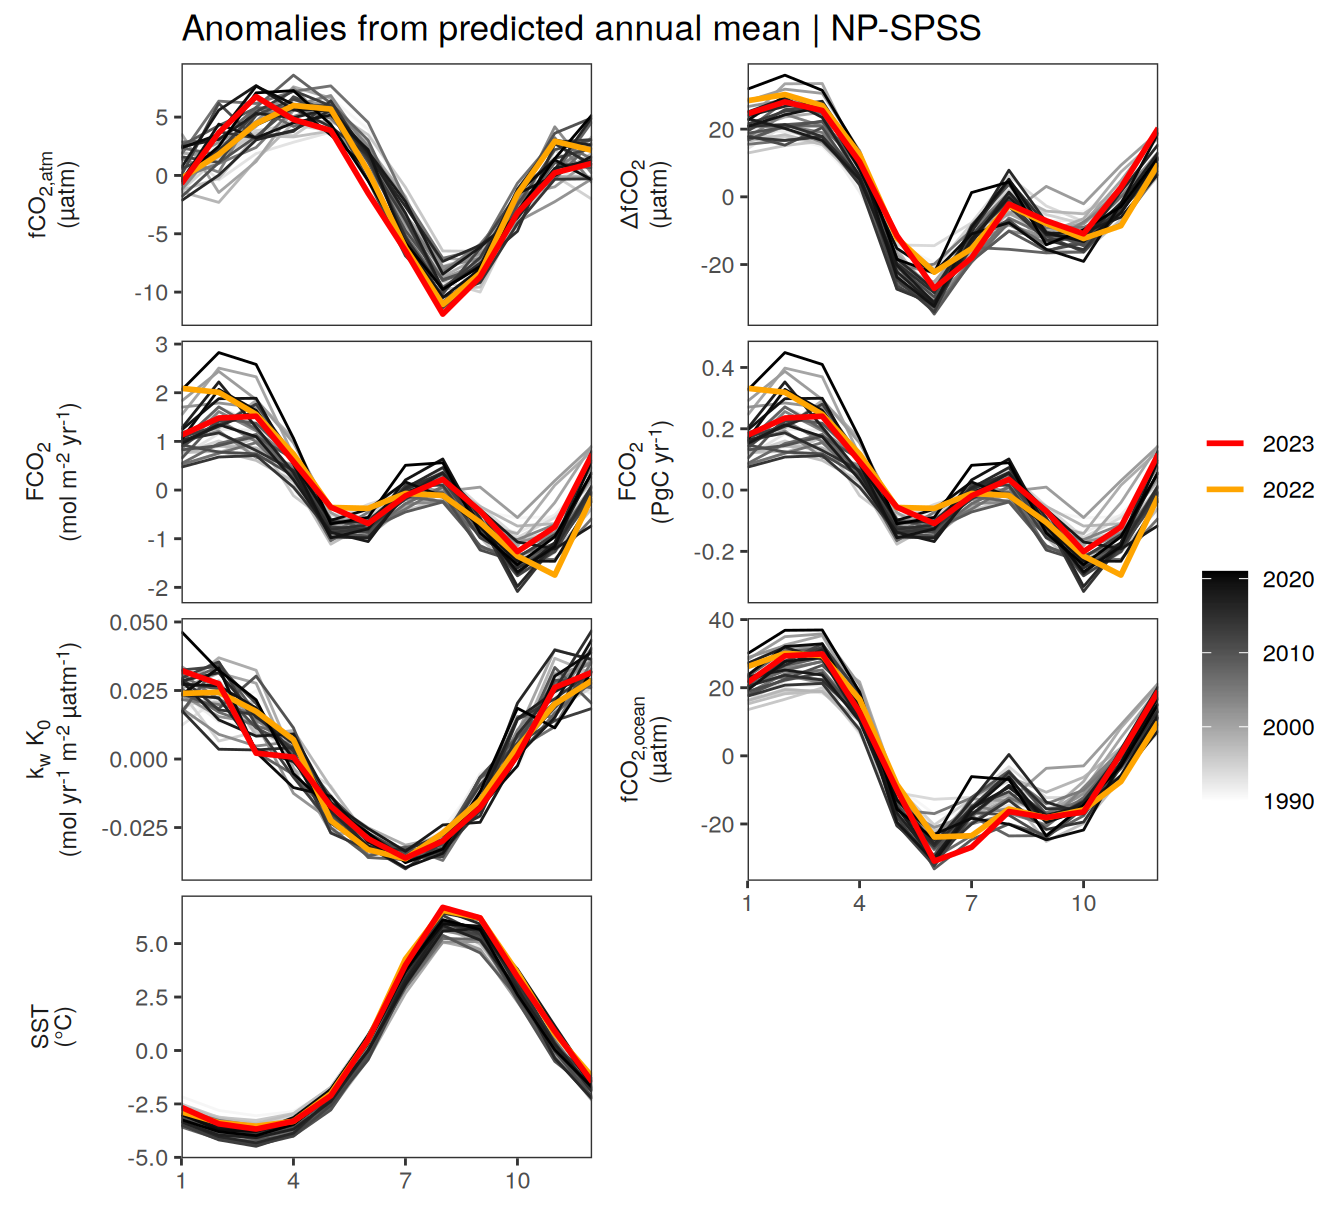 Anomalies from predicted annual mean | NP-SPSS
fCO2,atm
(µatm)
5
0
-5
-10
ΔfCO2
(µatm)
20
0
-20
FCO2
(mol m-2 yr-1)
3
2
1
0
-1
-2
FCO2
(PgC yr-1)
0.4
0.2
0.0
-0.2
kw K0
(mol yr-1 m-2 µatm-1)
0.050
0.025
0.000
-0.025
fCO2,ocean
(µatm)
40
20
0
-20
1
4
7
10
SST
(°C)
5.0
2.5
0.0
-2.5
-5.0
1
4
7
10
2023
2022
2020
2010
2000
1990